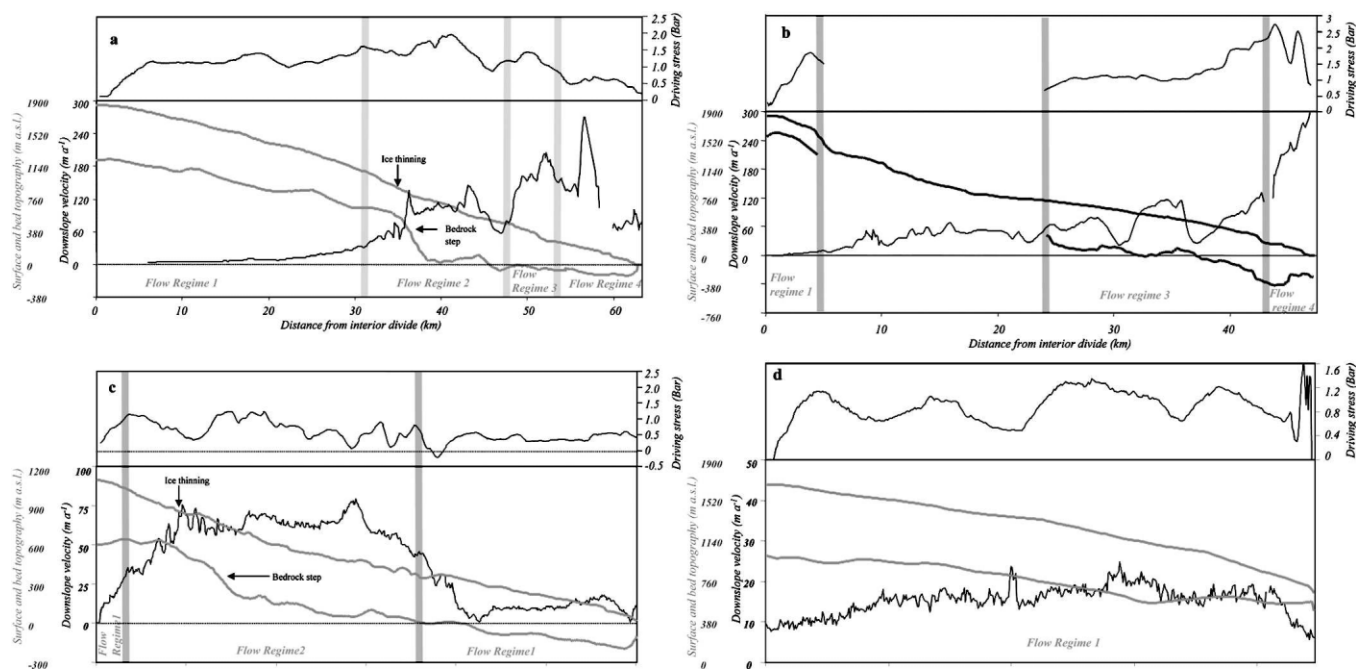 a
2.5
2.0
1.5
1.0
0.5
0
Driving stress (Bar)
1900
1520
1140
760
380
0
-380
Surface and bed topography (m a.s.l.)
300
240
180
120
60
0
Downslope velocity (m a⁻¹)
Ice thinning
Bedrock
step
Flow Regime 1
Flow Regime 2
Flow
Regime 3
Flow Regime 4
0
10
20
30
40
50
60
Distance from interior divide (km)
b
3
2.5
2
1.5
1
0.5
0
Driving stress (Bar)
1900
1520
1140
760
380
0
-380
-760
Surface and bed topography (m a.s.l.)
300
240
180
120
60
0
Downslope velocity (m a⁻¹)
Flow
regime 1
Flow regime 3
Flow
regime 4
0
10
20
30
40
Distance from interior divide (km)
c
2.5
2.0
1.5
1.0
0.5
0
-0.5
Driving stress (Bar)
1200
900
600
300
0
-300
Surface and bed topography (m a.s.l.)
100
75
50
25
0
Downslope velocity (m a⁻¹)
Ice thinning
Bedrock step
Flow
Regime1
Flow Regime2
Flow Regime1
d
1.6
1.2
0.8
0.4
0
Driving stress (Bar)
1900
1520
1140
760
380
0
Surface and bed topography (m a.s.l.)
50
40
30
20
10
0
Downslope velocity (m a⁻¹)
Flow Regime 1